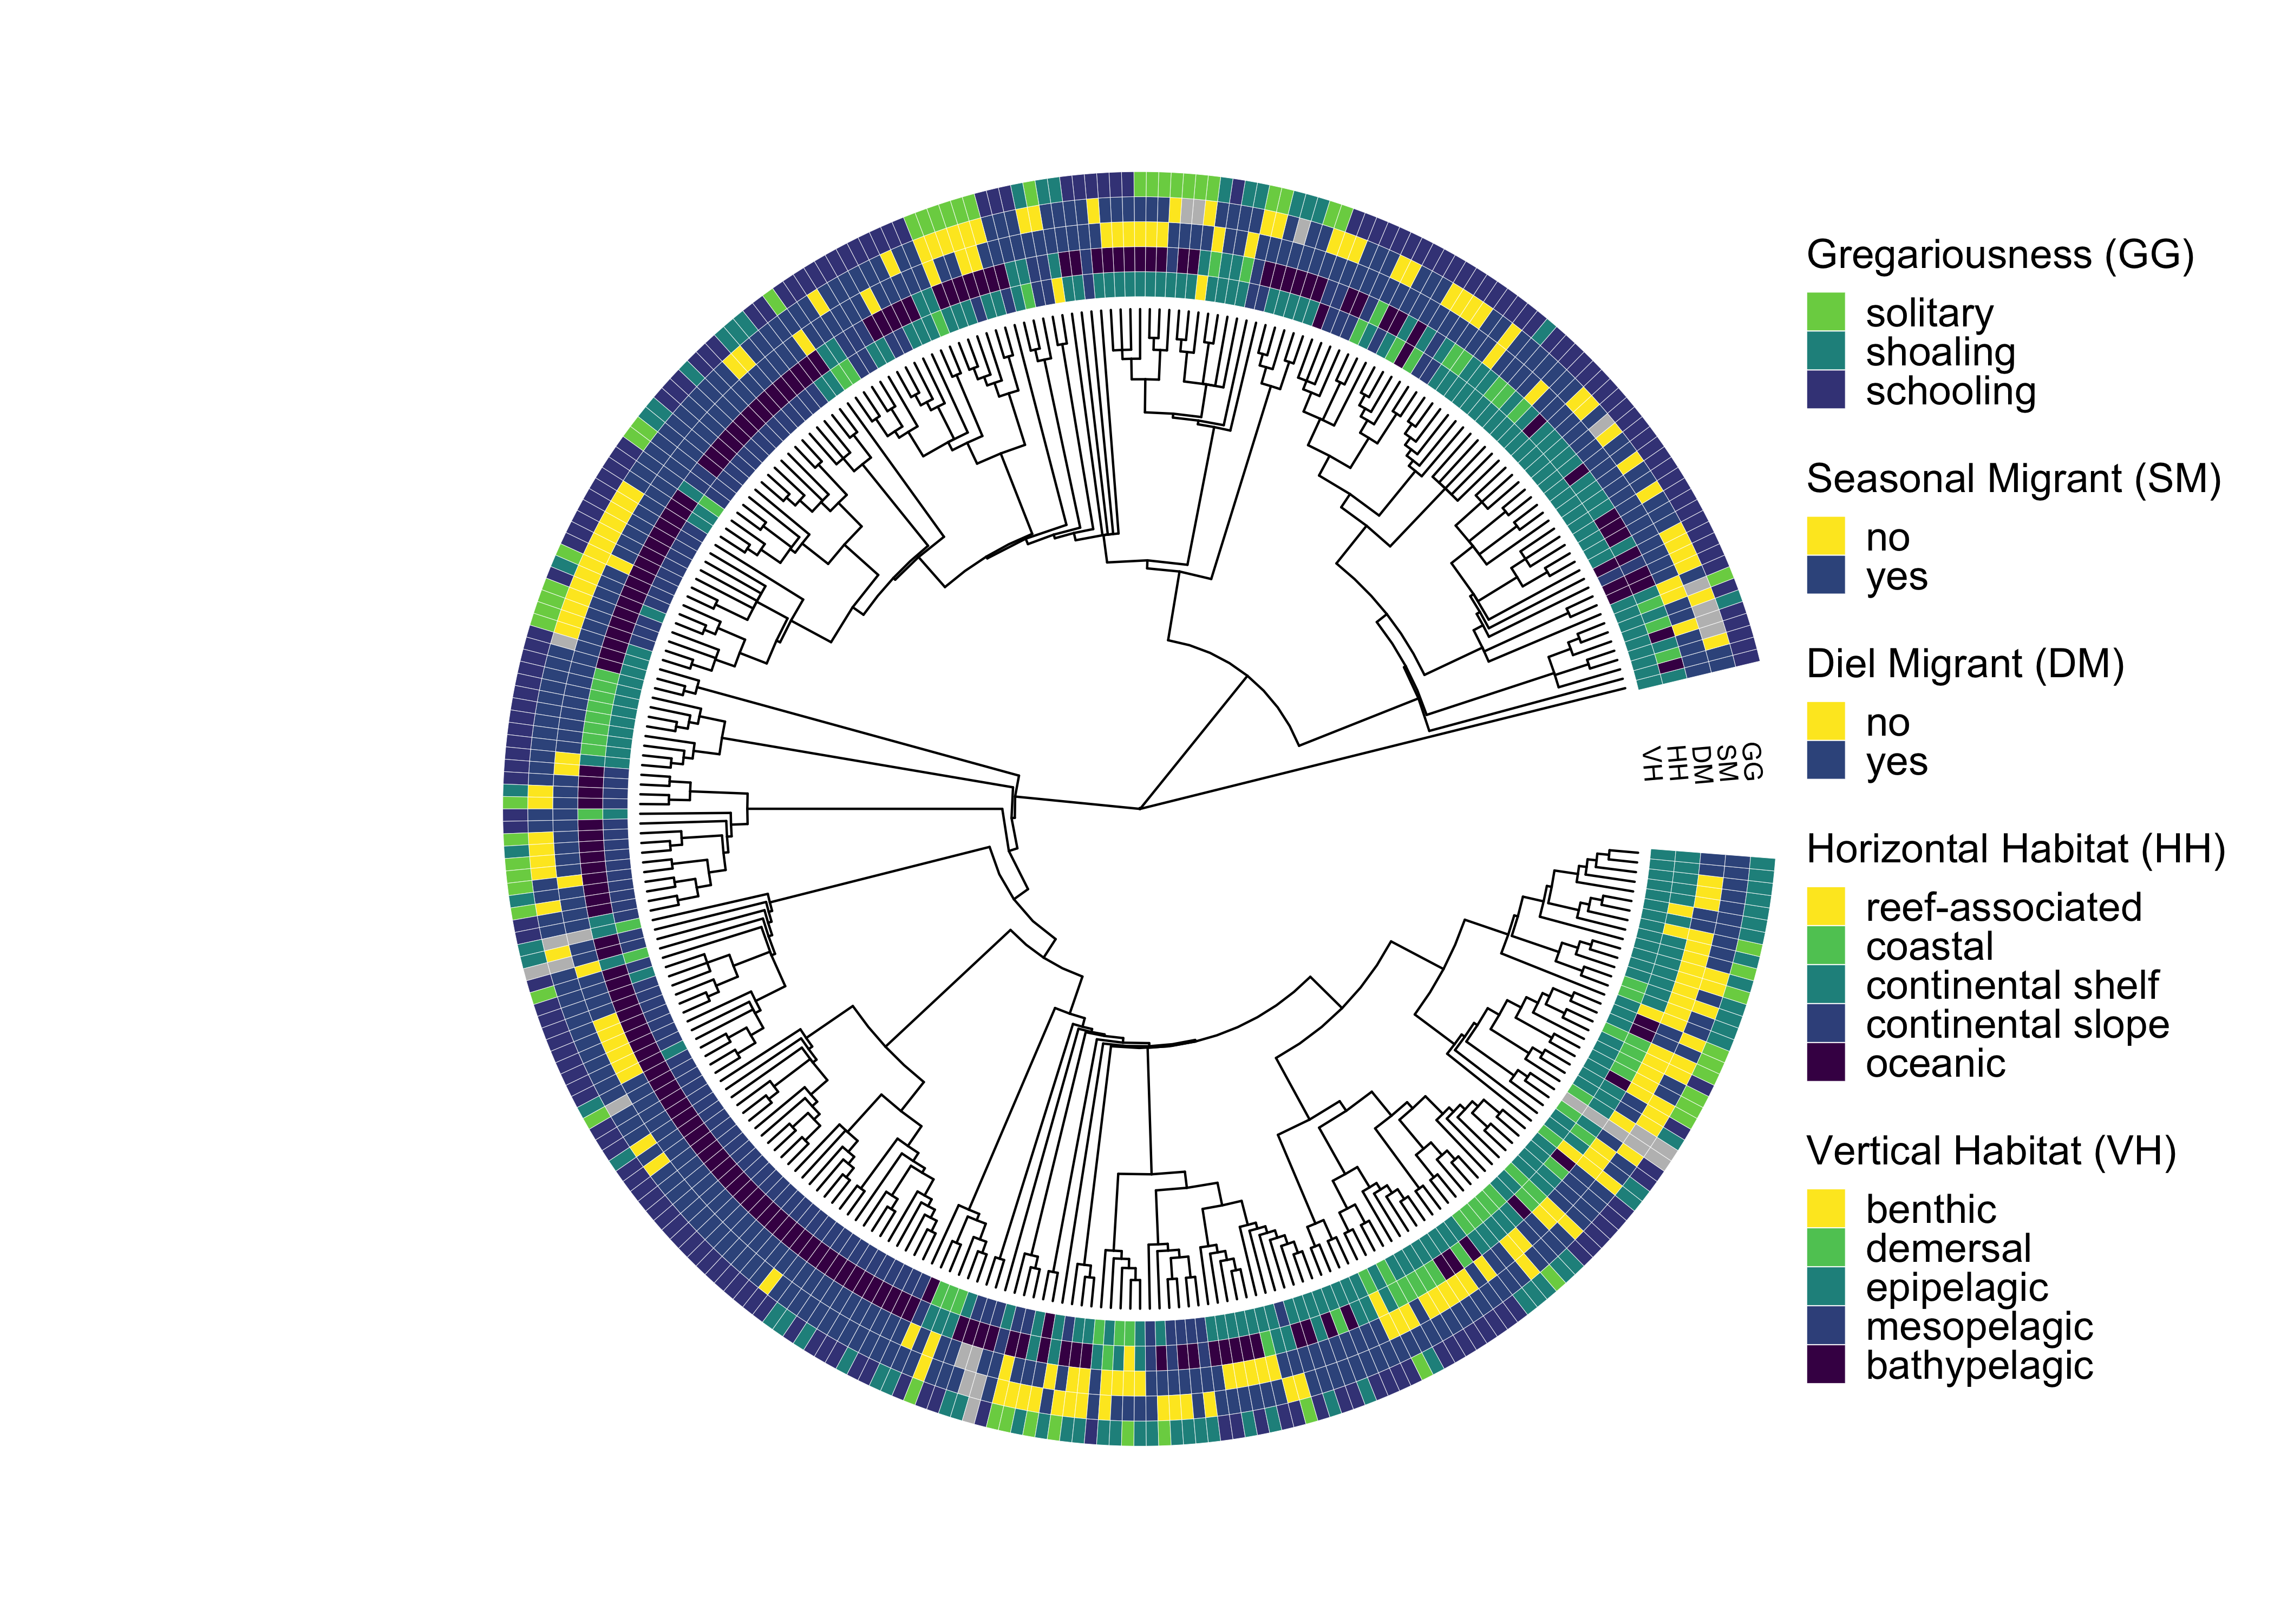 Gregariousness (GG)
solitary
shoaling
schooling
Seasonal Migrant (SM)
no
yes
Diel Migrant (DM)
no
yes
Horizontal Habitat (HH)
reef-associated
coastal
continental shelf
continental slope
oceanic
Vertical Habitat (VH)
benthic
demersal
epipelagic
mesopelagic
bathypelagic
VH
HH
DM
SM
GG